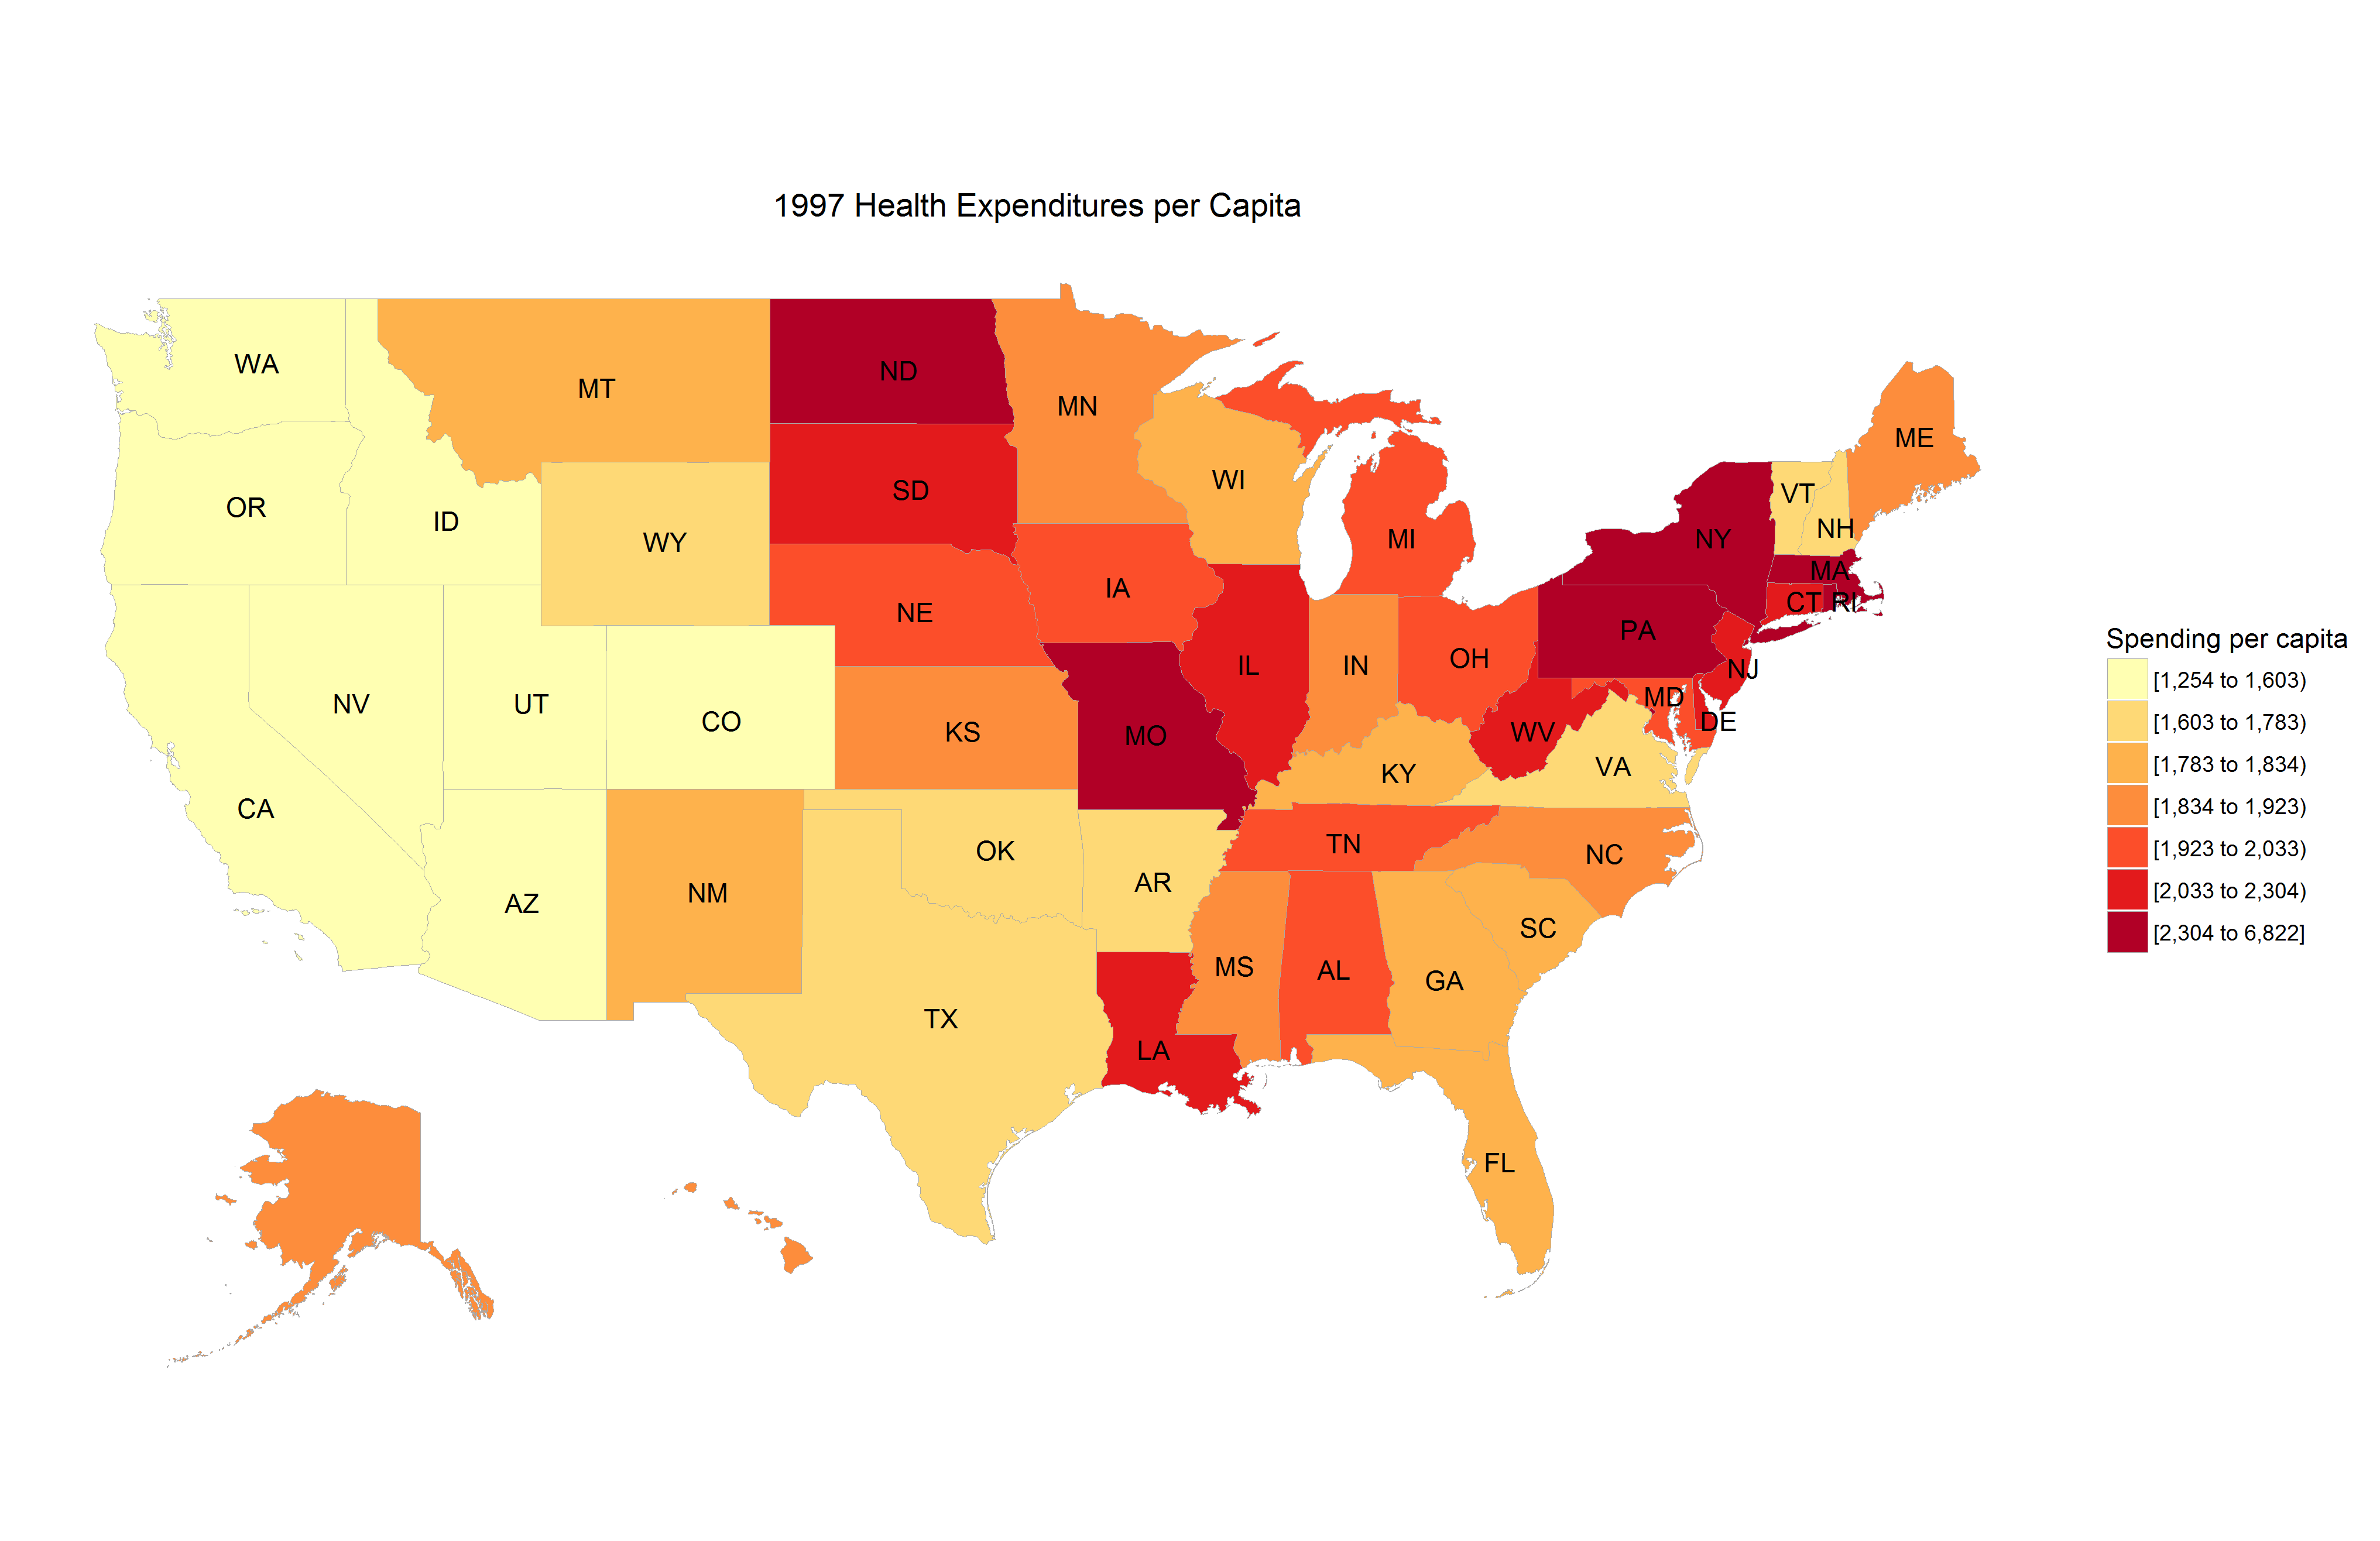 1997 Health Expenditures per Capita
WA
MT
ND
MN
ME
OR
ID
SD
WI
VT
NH
WY
MI
NY
MA
NE
IA
CT
RI
PA
NV
UT
CO
KS
MO
IL
IN
OH
NJ
MD
WV
DE
CA
KY
VA
OK
TN
NC
AZ
NM
AR
SC
MS
AL
GA
TX
LA
FL
Spending per capita
[1,254 to 1,603)
[1,603 to 1,783)
[1,783 to 1,834)
[1,834 to 1,923)
[1,923 to 2,033)
[2,033 to 2,304)
[2,304 to 6,822]